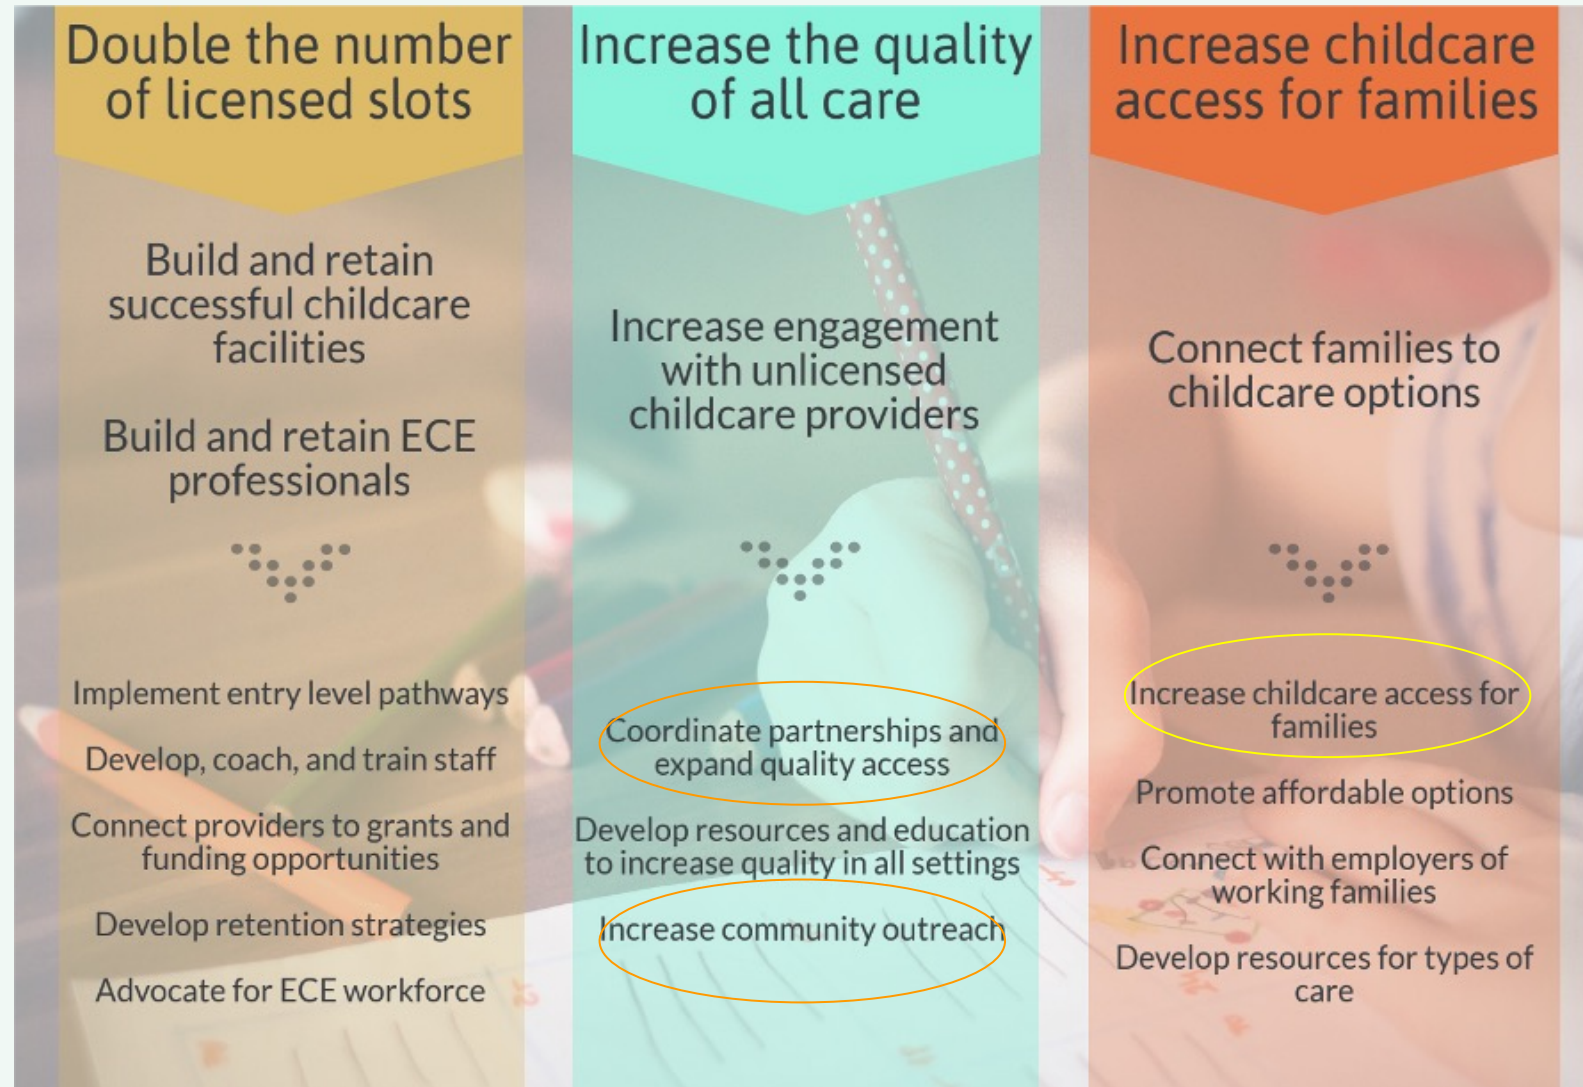 Double the number
of licensed slots
Build and retain
successful childcare
facilities
Build and retain ECE
professionals
Implement entry level pathways
Develop, coach, and train staff
Connect providers to grants and
funding opportunities
Develop retention strategies
Advocate for ECE workforce
Increase the quality
of all care
Increase engagement
with unlicensed
childcare providers
Coordinate partnerships and
expand quality access
Develop resources and education
to increase quality in all settings
Increase community outreach
Increase childcare
access for families
Connect families to
childcare options
Increase childcare access for
families
Promote affordable options
Connect with employers of
working families
Develop resources for types of
care